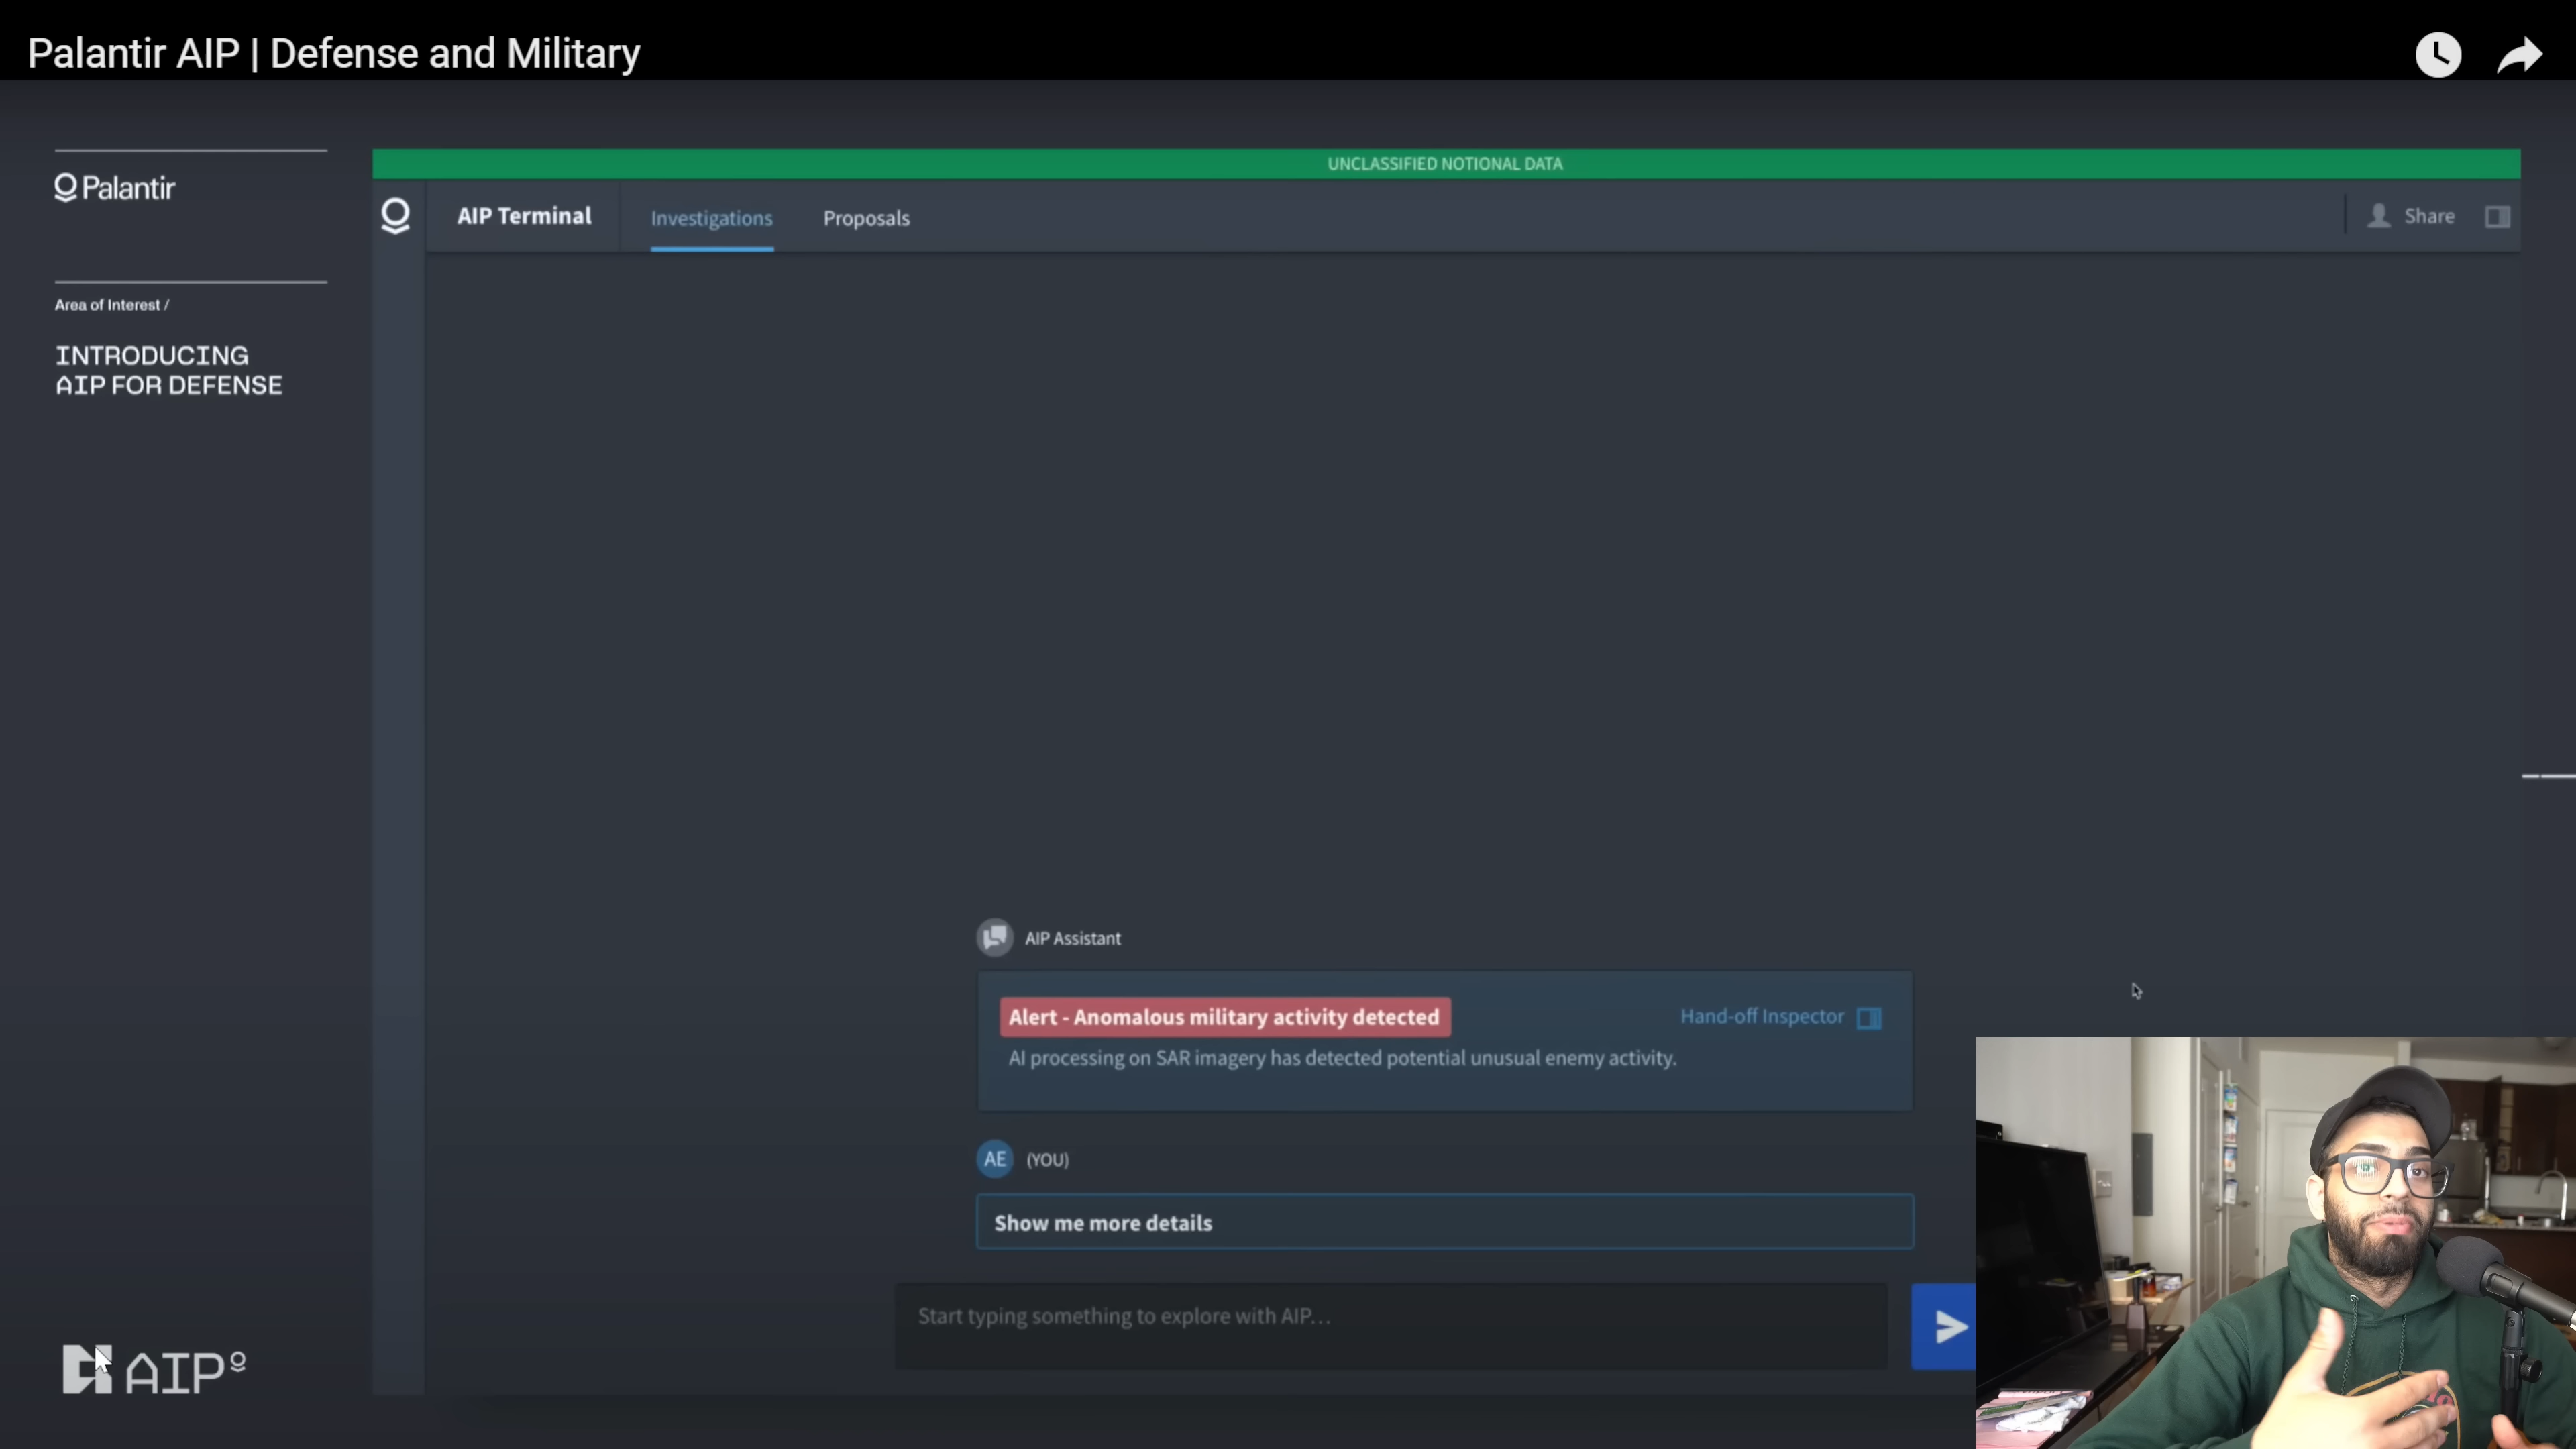 Palantir AIP | Defense and Military
UNCLASSIFIED NOTIONAL DATA
Palantir
AIP Terminal
Investigations
Proposals
Share
Area of Interest /
INTRODUCING
AIP FOR DEFENSE
AIP Assistant
Alert - Anomalous military activity detected
Hand-off Inspector
AI processing on SAR imagery has detected potential unusual enemy activity.
AE (YOU)
Show me more details
Start typing something to explore with AIP...
AIP